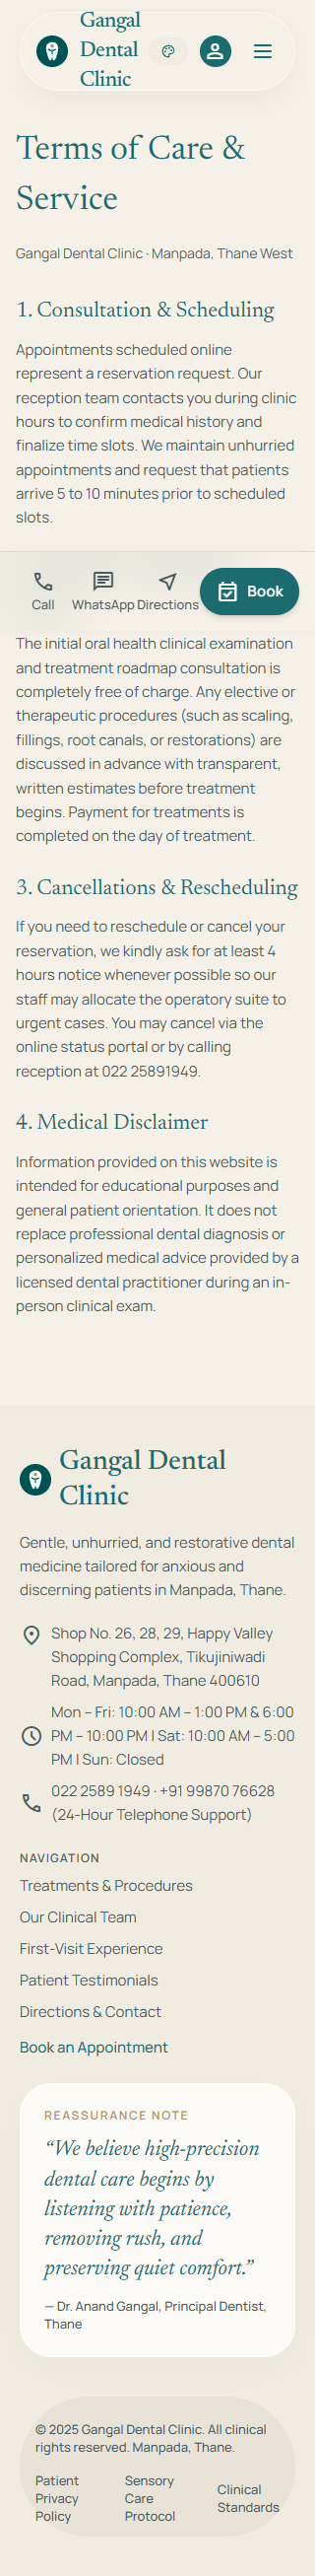 Gangal
Dental
Clinic
Terms of Care &
Service
Gangal Dental Clinic · Manpada, Thane West
1. Consultation & Scheduling
Appointments scheduled online
represent a reservation request. Our
reception team contacts you during clinic
hours to confirm medical history and
finalize time slots. We maintain unhurried
appointments and request that patients
arrive 5 to 10 minutes prior to scheduled
slots.
Call
WhatsApp
Directions
Book
The initial oral health clinical examination
and treatment roadmap consultation is
completely free of charge. Any elective or
therapeutic procedures (such as scaling,
fillings, root canals, or restorations) are
discussed in advance with transparent,
written estimates before treatment
begins. Payment for treatments is
completed on the day of treatment.
3. Cancellations & Rescheduling
If you need to reschedule or cancel your
reservation, we kindly ask for at least 4
hours notice whenever possible so our
staff may allocate the operatory suite to
urgent cases. You may cancel via the
online status portal or by calling
reception at 022 25891949.
4. Medical Disclaimer
Information provided on this website is
intended for educational purposes and
general patient orientation. It does not
replace professional dental diagnosis or
personalized medical advice provided by a
licensed dental practitioner during an in-
person clinical exam.
Gangal Dental
Clinic
Gentle, unhurried, and restorative dental
medicine tailored for anxious and
discerning patients in Manpada, Thane.
Shop No. 26, 28, 29, Happy Valley
Shopping Complex, Tikujiniwadi
Road, Manpada, Thane 400610
Mon – Fri: 10:00 AM – 1:00 PM & 6:00
PM – 10:00 PM | Sat: 10:00 AM – 5:00
PM | Sun: Closed
022 2589 1949 · +91 99870 76628
(24-Hour Telephone Support)
NAVIGATION
Treatments & Procedures
Our Clinical Team
First-Visit Experience
Patient Testimonials
Directions & Contact
Book an Appointment
REASSURANCE NOTE
“We believe high-precision
dental care begins by
listening with patience,
removing rush, and
preserving quiet comfort.”
— Dr. Anand Gangal, Principal Dentist,
Thane
© 2025 Gangal Dental Clinic. All clinical
rights reserved. Manpada, Thane.
Patient
Privacy
Policy
Sensory
Care
Protocol
Clinical
Standards